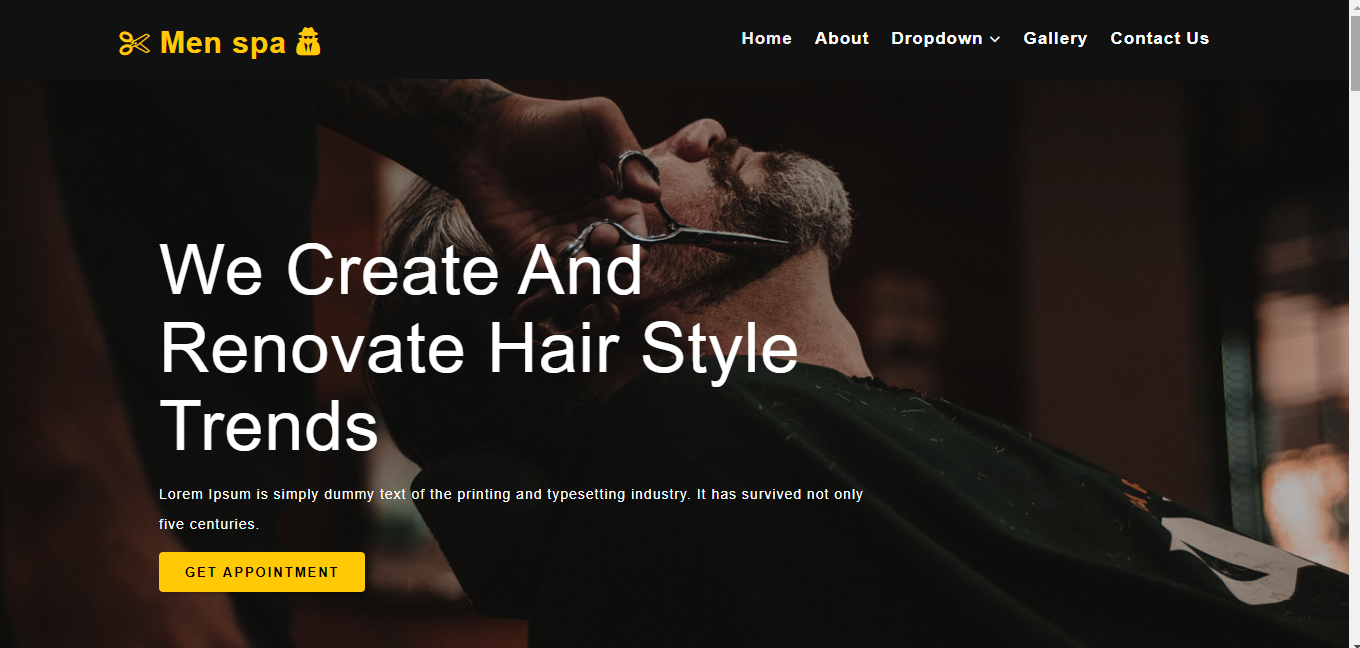 Men spa
Home About Dropdown Gallery Contact Us
We Create And
Renovate Hair Style
Trends
Lorem Ipsum is simply dummy text of the printing and typesetting industry. It has survived not only
five centuries.
GET APPOINTMENT